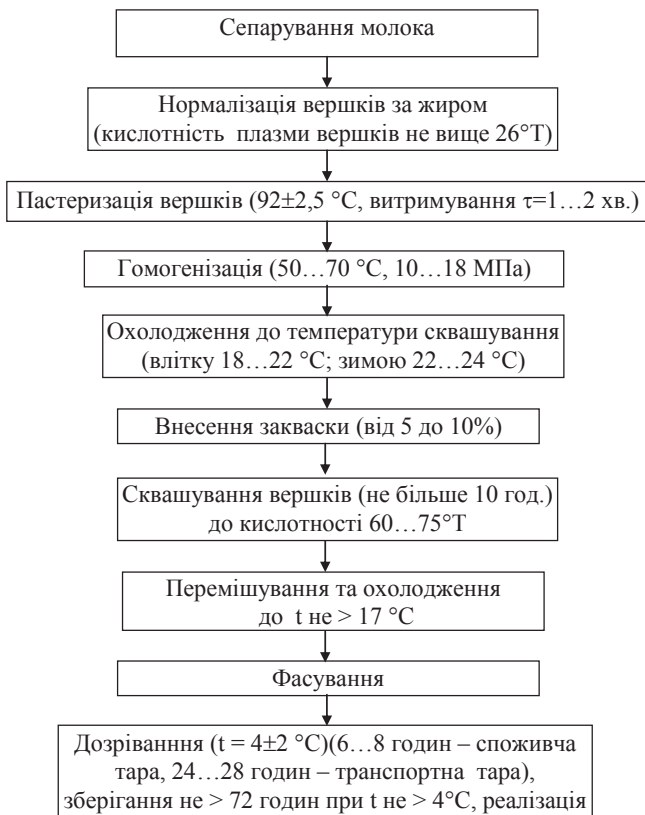 Сепарування молока
Нормалізація вершків за жиром
(кислотність плазми вершків не вище 26°Т)
Пастеризація вершків (92±2,5 °С, витримування τ=1…2 хв.)
Гомогенізація (50…70 °С, 10…18 МПа)
Охолодження до температури сквашування
(влітку 18…22 °С; зимою 22…24 °С)
Внесення закваски (від 5 до 10%)
Сквашування вершків (не більше 10 год.)
до кислотності 60…75°Т
Перемішування та охолодження
до t не > 17 °С
Фасування
Дозріванння (t = 4±2 °С)(6…8 годин – споживча
тара, 24…28 годин – транспортна тара),
зберігання не > 72 годин при t не > 4°С, реалізація